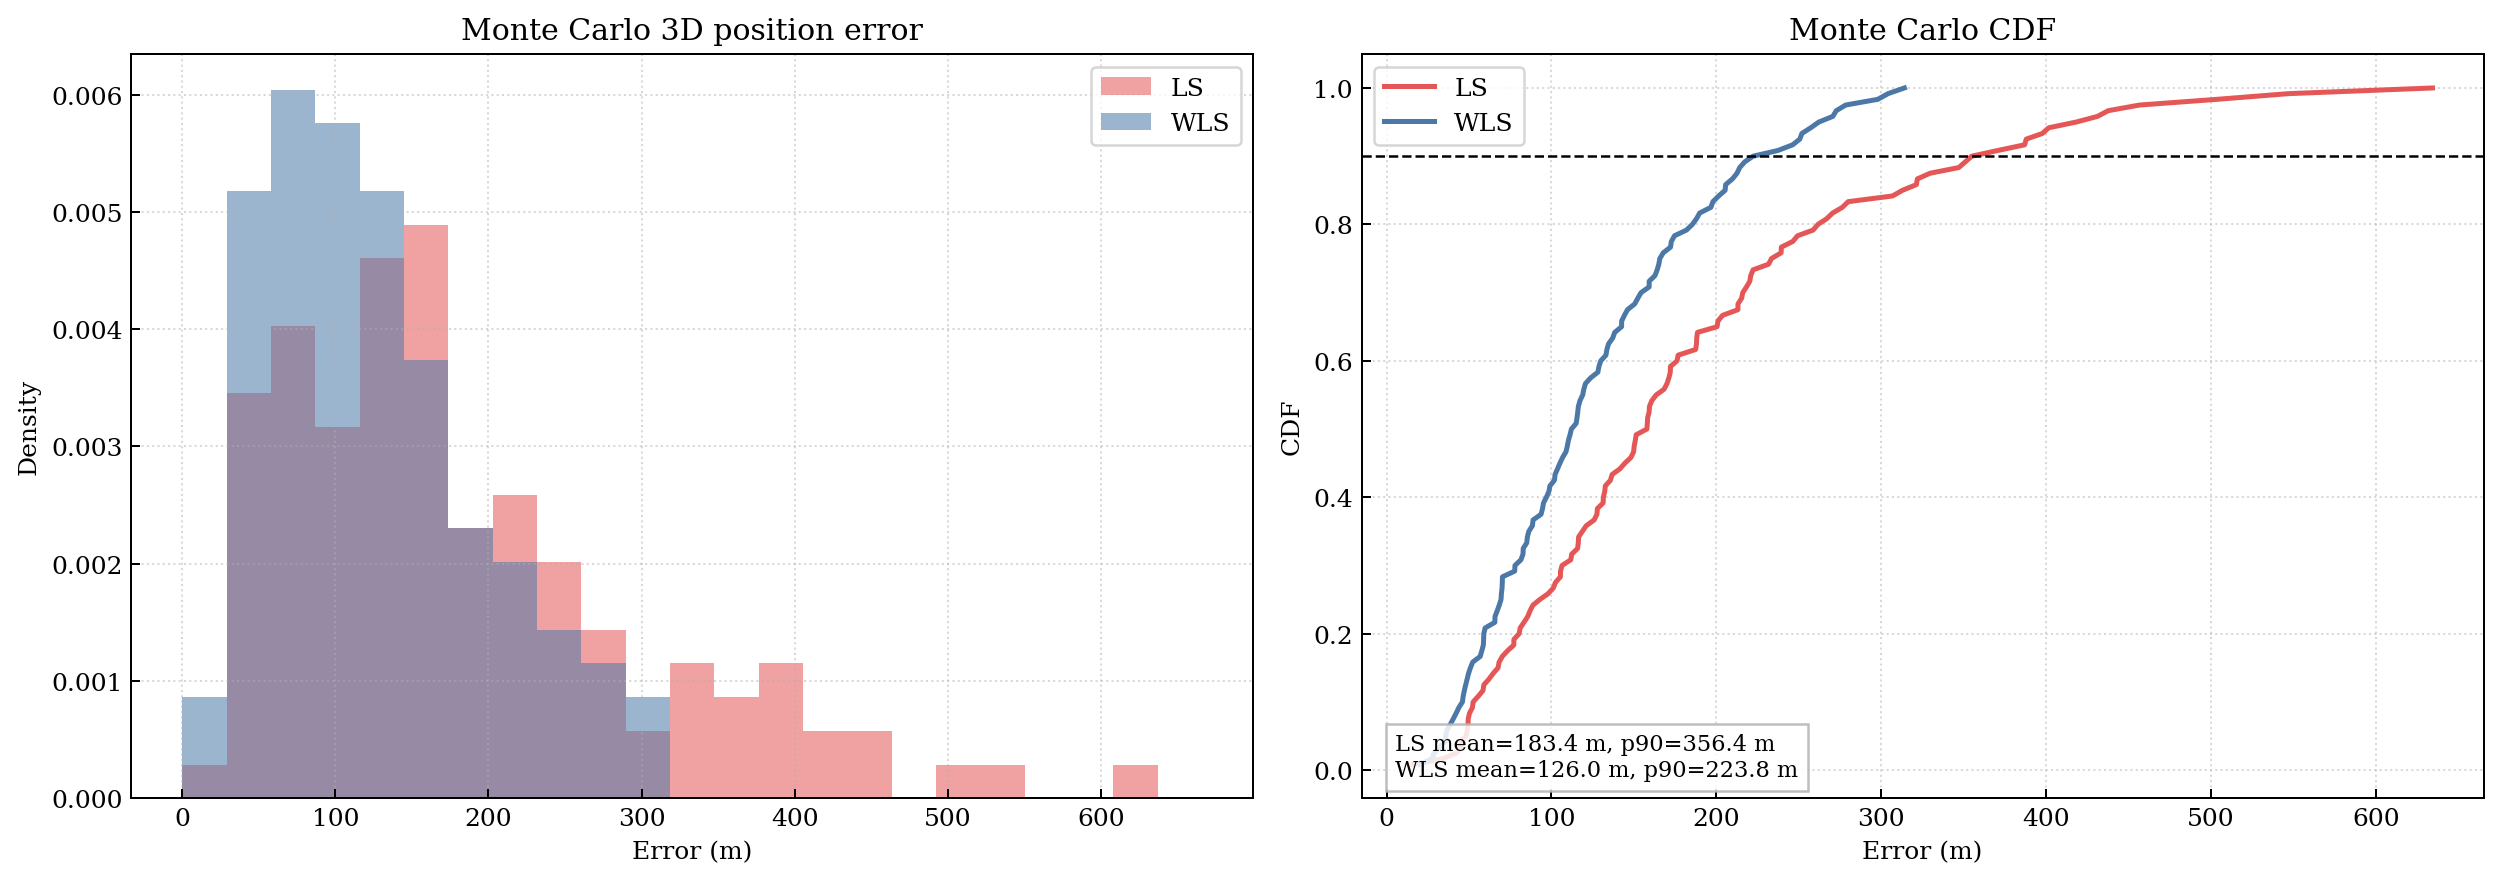 Monte Carlo 3D position error
LS
WLS
0.006
0.005
0.004
0.003
0.002
0.001
0.000
Density
0
100
200
300
400
500
600
Error (m)
Monte Carlo CDF
LS
WLS
1.0
0.8
0.6
0.4
0.2
0.0
CDF
LS mean=183.4 m, p90=356.4 m
WLS mean=126.0 m, p90=223.8 m
0
100
200
300
400
500
600
Error (m)